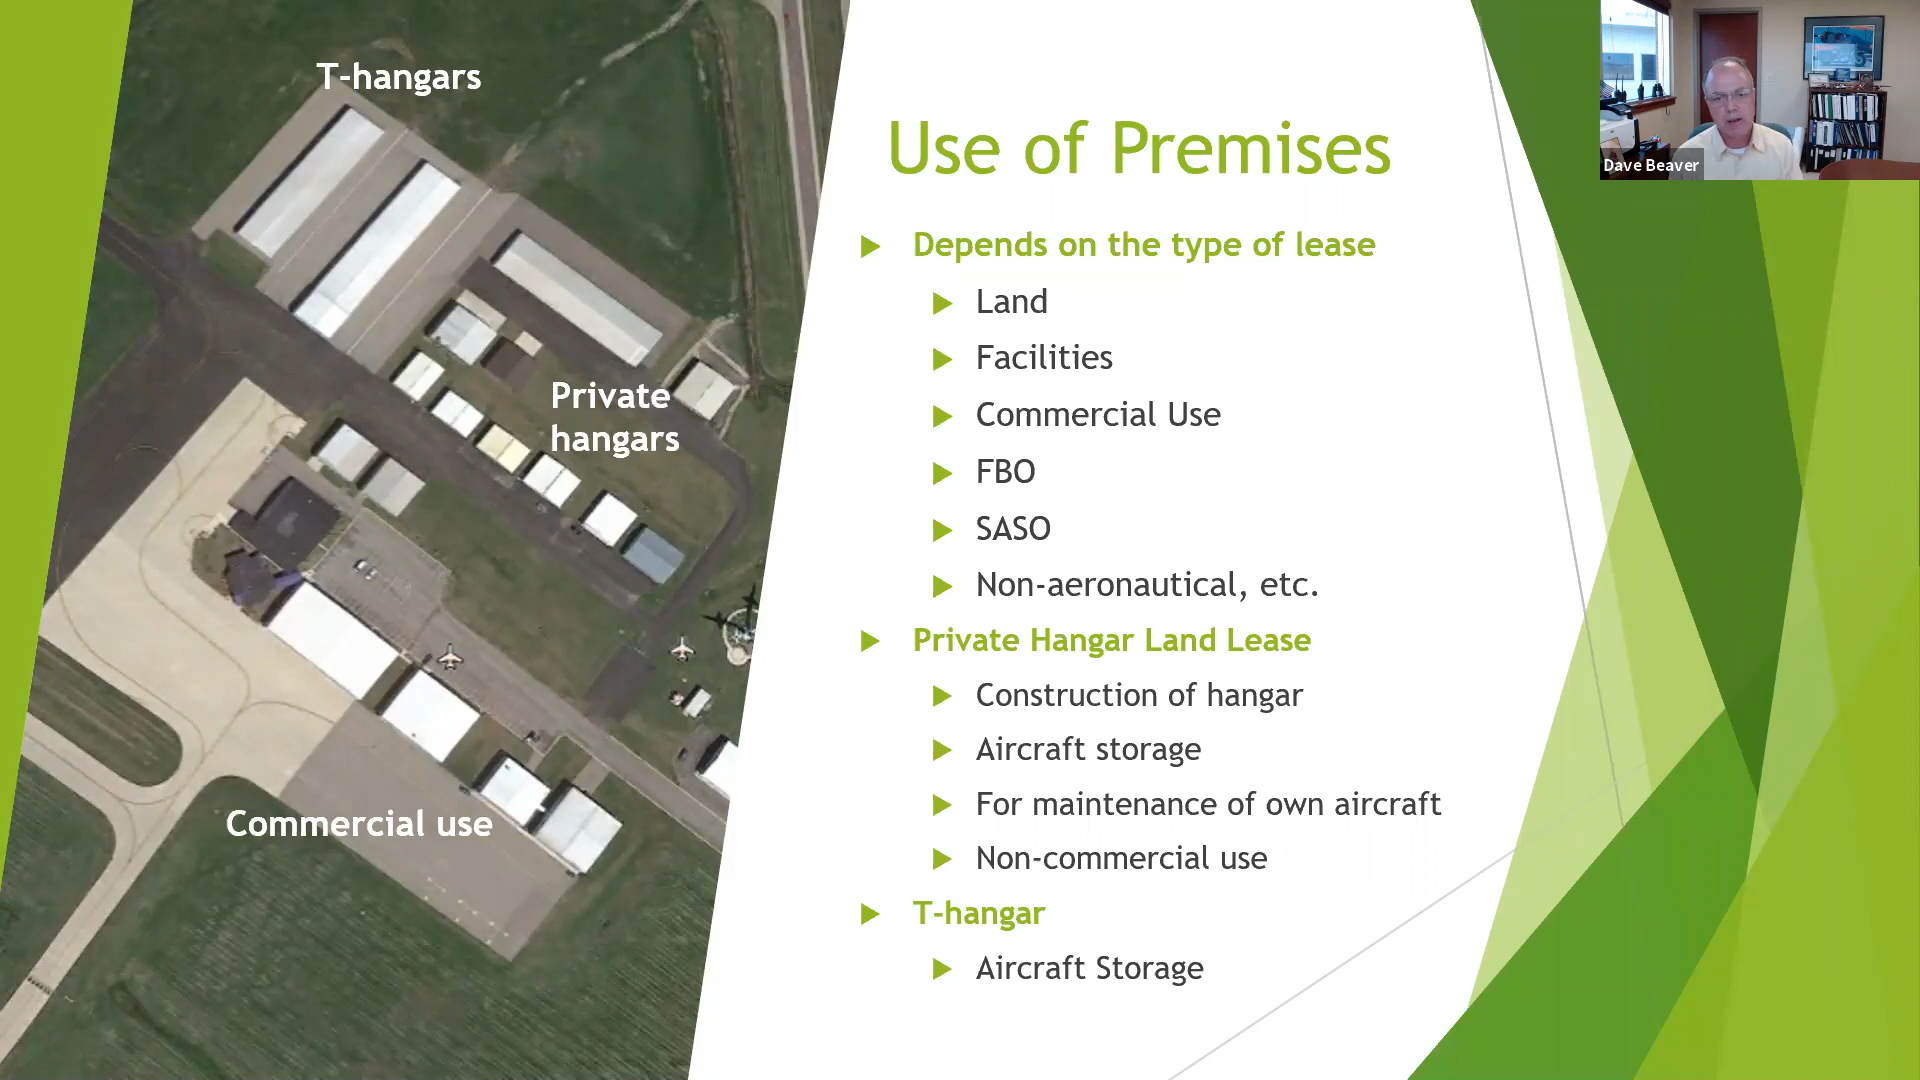 T-hangars
Private
hangars
Commercial use
Use of Premises
Depends on the type of lease
Land
Facilities
Commercial Use
FBO
SASO
Non-aeronautical, etc.
Private Hangar Land Lease
Construction of hangar
Aircraft storage
For maintenance of own aircraft
Non-commercial use
T-hangar
Aircraft Storage
Dave Beaver